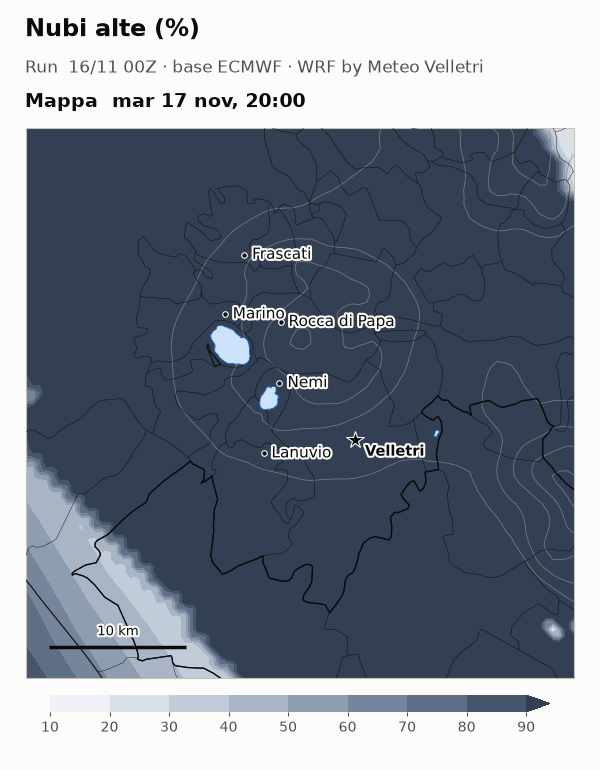 Nubi alte (%)
Run  16/11 00Z · base ECMWF · WRF by Meteo Velletri
Mappa  mar 17 nov, 20:00
Frascati
Marino
Rocca di Papa
Nemi
Velletri
Lanuvio
10 km
10 20 30 40 50 60 70 80 90